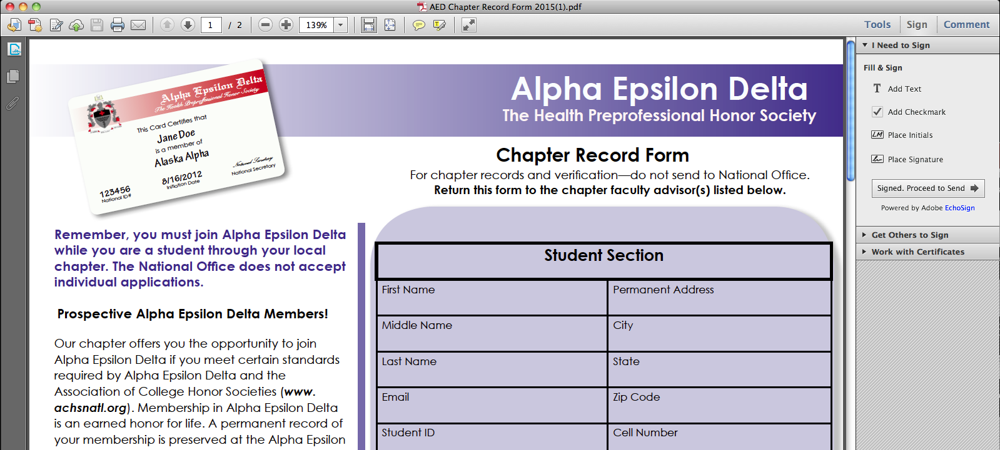 AED Chapter Record Form 2015(1).pdf
1 / 2
139%
Tools
Sign
Comment
Alpha Epsilon Delta
The Health Preprofessional Honor Society
This Card Certifies that
Jane Doe
is a member of
Alaska Alpha
8/16/2012
Initiation Date
National Secretary
National Secretary
123456
National ID#
Alpha Epsilon Delta
The Health Preprofessional Honor Society
Chapter Record Form
For chapter records and verification—do not send to National Office.
Return this form to the chapter faculty advisor(s) listed below.
Remember, you must join Alpha Epsilon Delta
while you are a student through your local
chapter. The National Office does not accept
individual applications.
Prospective Alpha Epsilon Delta Members!
Our chapter offers you the opportunity to join
Alpha Epsilon Delta if you meet certain standards
required by Alpha Epsilon Delta and the
Association of College Honor Societies (www.
achsnatl.org). Membership in Alpha Epsilon Delta
is an earned honor for life. A permanent record of
your membership is preserved at the Alpha Epsilon
Student Section
First Name
Permanent Address
Middle Name
City
Last Name
State
Email
Zip Code
Student ID
Cell Number
I Need to Sign
Fill & Sign
T Add Text
Add Checkmark
LM Place Initials
Place Signature
Signed. Proceed to Send
Powered by Adobe EchoSign
Get Others to Sign
Work with Certificates